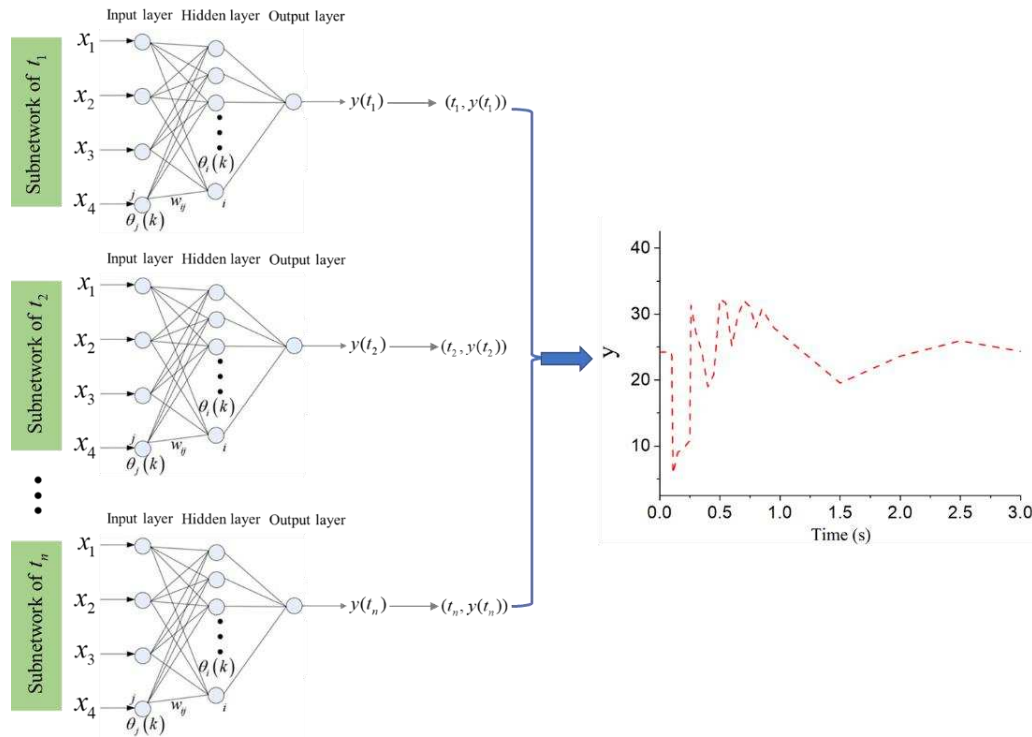 Input layer Hidden layer Output layer
Subnetwork of t₁
x₁
x₂
x₃
x₄
j
θⱼ(k)
wᵢⱼ
θᵢ(k)
i
y(t₁)
(t₁, y(t₁))
Input layer Hidden layer Output layer
Subnetwork of t₂
x₁
x₂
x₃
x₄
j
θⱼ(k)
wᵢⱼ
θᵢ(k)
i
y(t₂)
(t₂, y(t₂))
Input layer Hidden layer Output layer
Subnetwork of tₙ
x₁
x₂
x₃
x₄
j
θⱼ(k)
wᵢⱼ
θᵢ(k)
i
y(tₙ)
(tₙ, y(tₙ))
y
40
30
20
10
0.0 0.5 1.0 1.5 2.0 2.5 3.0
Time (s)